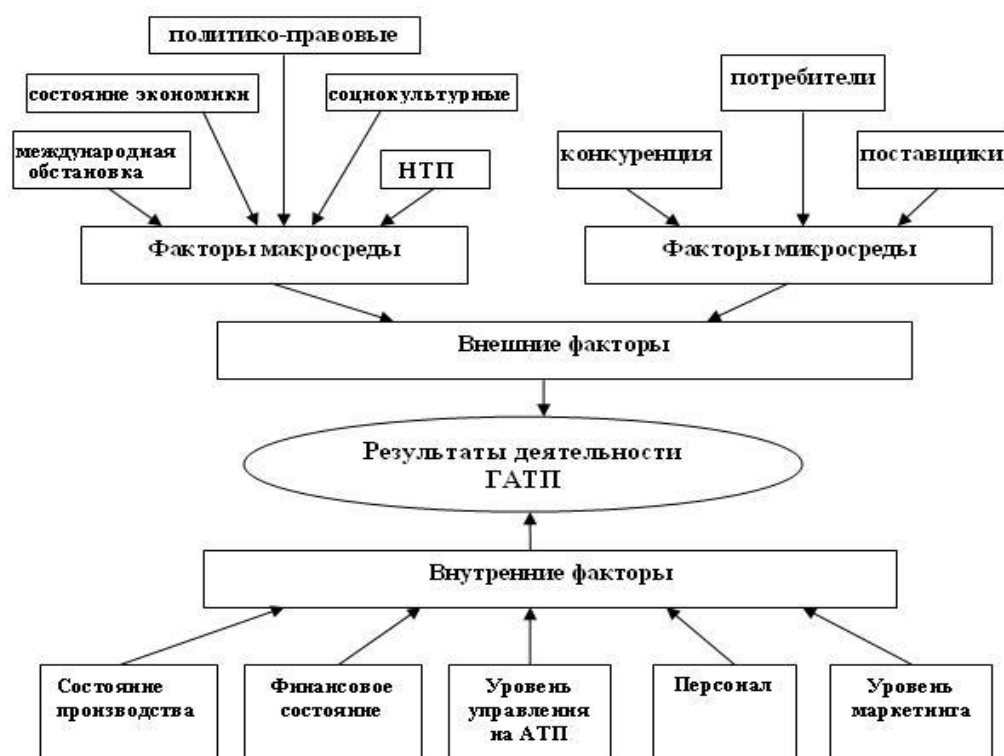 политико-правовые
состояние экономики
социокультурные
международная
обстановка
НТП
потребители
конкуренция
поставщики
Факторы макросреды
Факторы микросреды
Внешние факторы
Результаты деятельности
ГАТП
Внутренние факторы
Состояние
производства
Финансовое
состояние
Уровень
управления
на АТП
Персонал
Уровень
маркетинга